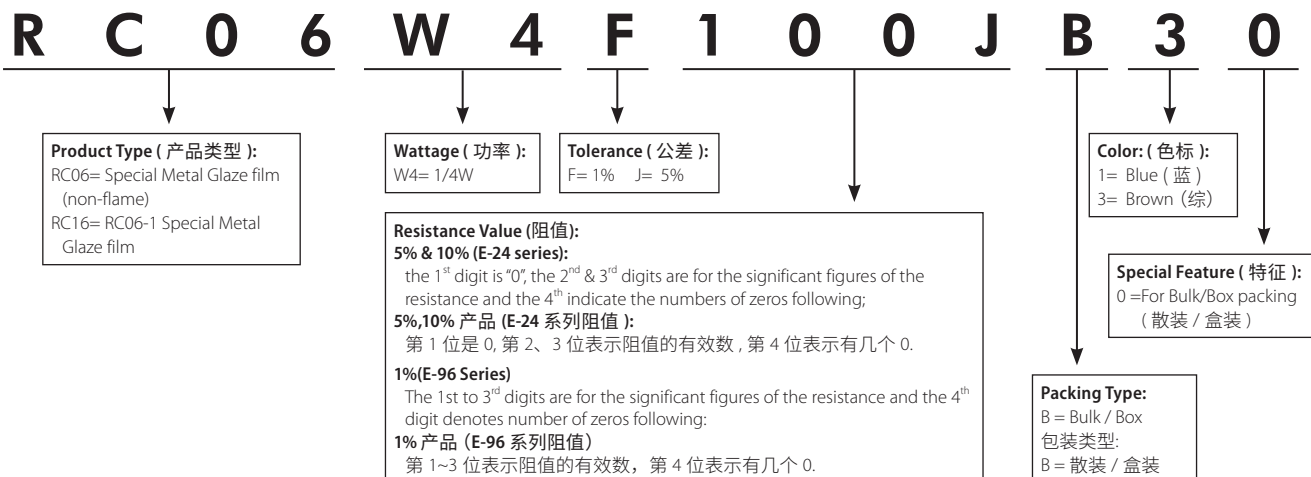 R C 0 6 W 4 F 1 0 0 J B 3 0
Product Type ( 产品类型 ):
RC06= Special Metal Glaze film
(non-flame)
RC16= RC06-1 Special Metal
Glaze film
Wattage ( 功率 ):
W4= 1/4W
Tolerance ( 公差 ):
F= 1% J= 5%
Resistance Value (阻值):
5% & 10% (E-24 series):
the 1st digit is “0”, the 2nd & 3rd digits are for the significant figures of the
resistance and the 4th indicate the numbers of zeros following;
5%,10% 产品 (E-24 系列阻值 ):
第 1 位是 0, 第 2、3 位表示阻值的有效数 , 第 4 位表示有几个 0.
1%(E-96 Series)
The 1st to 3rd digits are for the significant figures of the resistance and the 4th
digit denotes number of zeros following:
1% 产品（E-96 系列阻值）
第 1~3 位表示阻值的有效数，第 4 位表示有几个 0.
Color: ( 色标 ):
1= Blue ( 蓝 )
3= Brown（综）
Special Feature ( 特征 ):
0 =For Bulk/Box packing
( 散装 / 盒装 )
Packing Type:
B = Bulk / Box
包装类型:
B = 散装 / 盒装